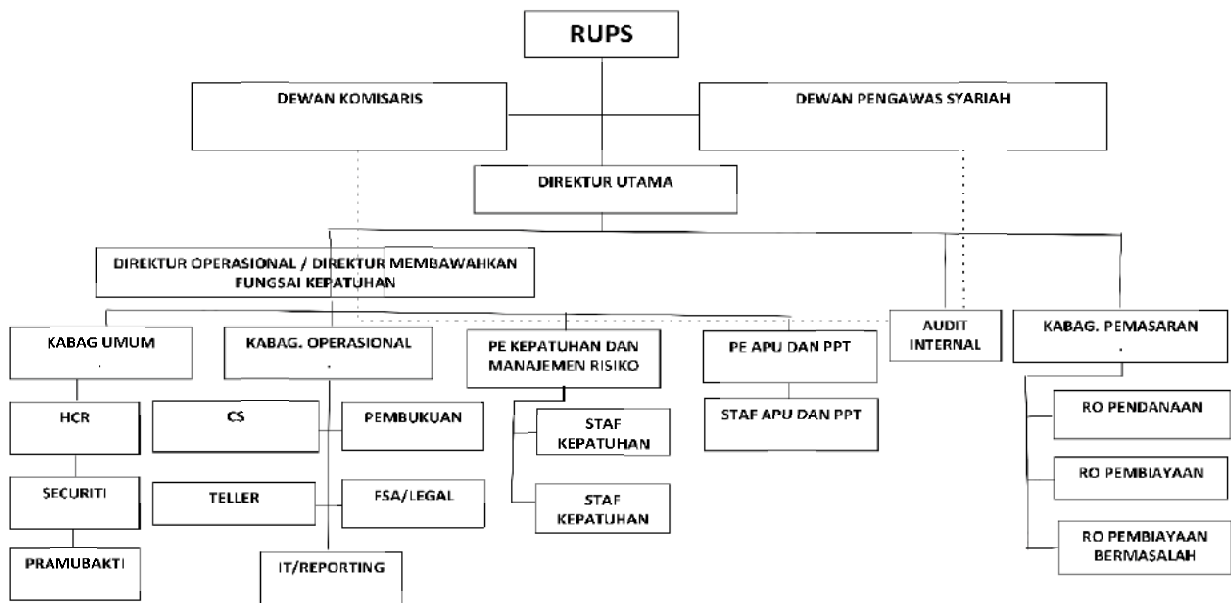 RUPS
DEWAN KOMISARIS
DEWAN PENGAWAS SYARIAH
DIREKTUR UTAMA
DIREKTUR OPERASIONAL / DIREKTUR MEMBAWAHKAN
FUNGSAI KEPATUHAN
KABAG UMUM
.
KABAG. OPERASIONAL
.
PE KEPATUHAN DAN
MANAJEMEN RISIKO
PE APU DAN PPT
AUDIT
INTERNAL
KABAG. PEMASARAN
.
HCR
CS
PEMBUKUAN
STAF
KEPATUHAN
STAF APU DAN PPT
RO PENDANAAN
SECURITI
TELLER
FSA/LEGAL
STAF
KEPATUHAN
RO PEMBIAYAAN
PRAMUBAKTI
IT/REPORTING
RO PEMBIAYAAN
BERMASALAH